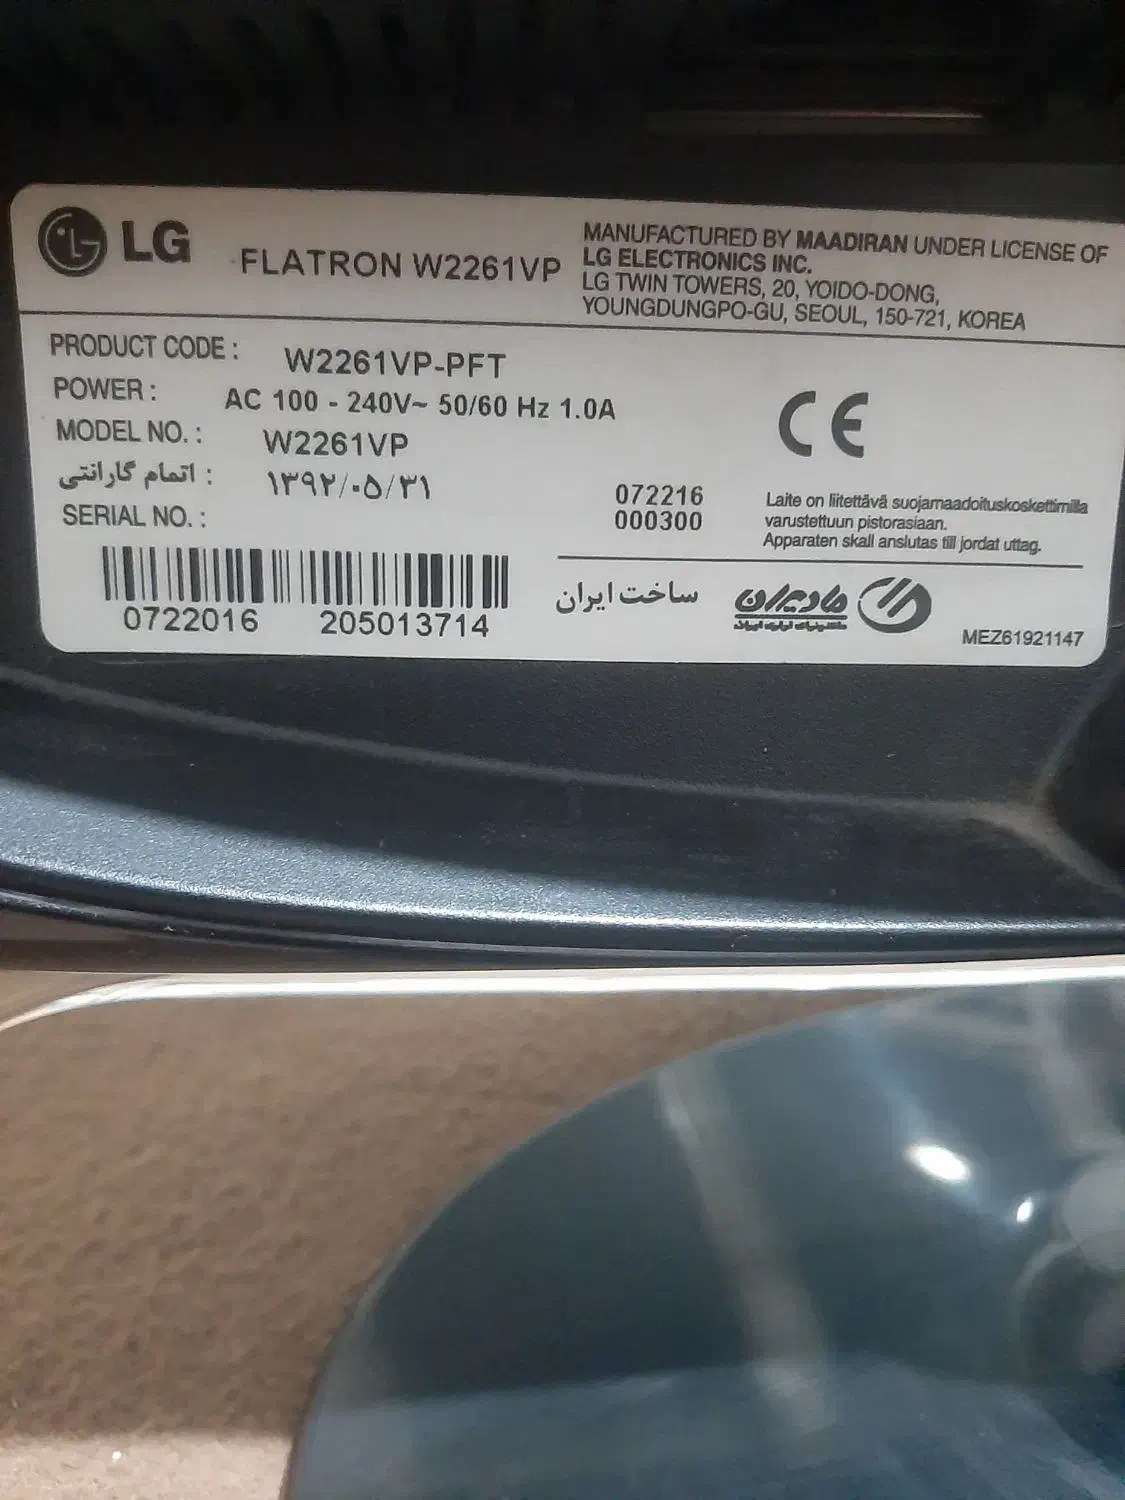 LG
FLATRON W2261VP
MANUFACTURED BY MAADIRAN UNDER LICENSE OF
LG ELECTRONICS INC.
LG TWIN TOWERS, 20, YOIDO-DONG,
YOUNGDUNGPO-GU, SEOUL, 150-721, KOREA
PRODUCT CODE : W2261VP-PFT
POWER : AC 100 - 240V~ 50/60 Hz 1.0A
MODEL NO. : W2261VP
اتمام گارانتی : ۱۳۹۲/۰۵/۳۱
SERIAL NO. :
0722016 205013714
072216
000300
CE
Laite on liitettävä suojamaadoituskoskettimilla
varustettuun pistorasiaan.
Apparaten skall anslutas till jordat uttag.
ساخت ایران
مادیران
ماشینهای اداری ایران
MEZ61921147